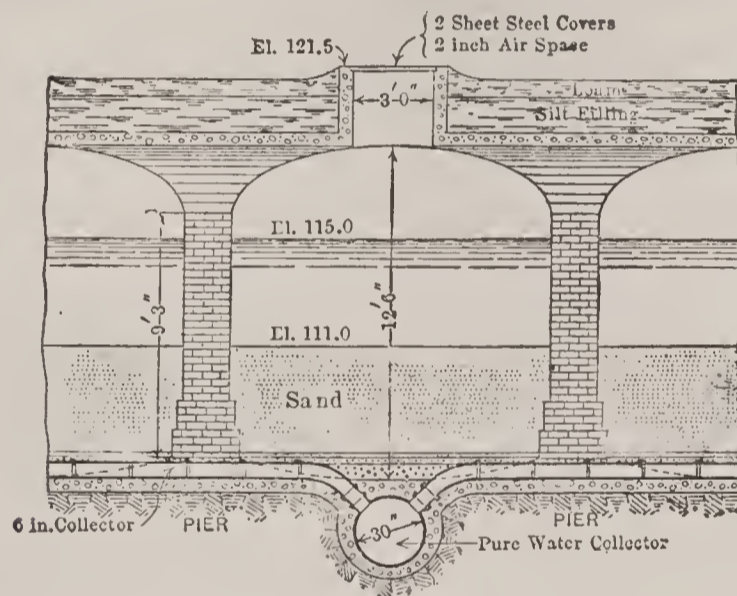 2 Sheet Steel Covers
2 inch Air Space
El. 121.5
3'-0"
Loam
Silt Filling
El. 115.0
9'-3"
12'-6"
El. 111.0
Sand
6 in. Collector
PIER
30"
PIER
Pure Water Collector